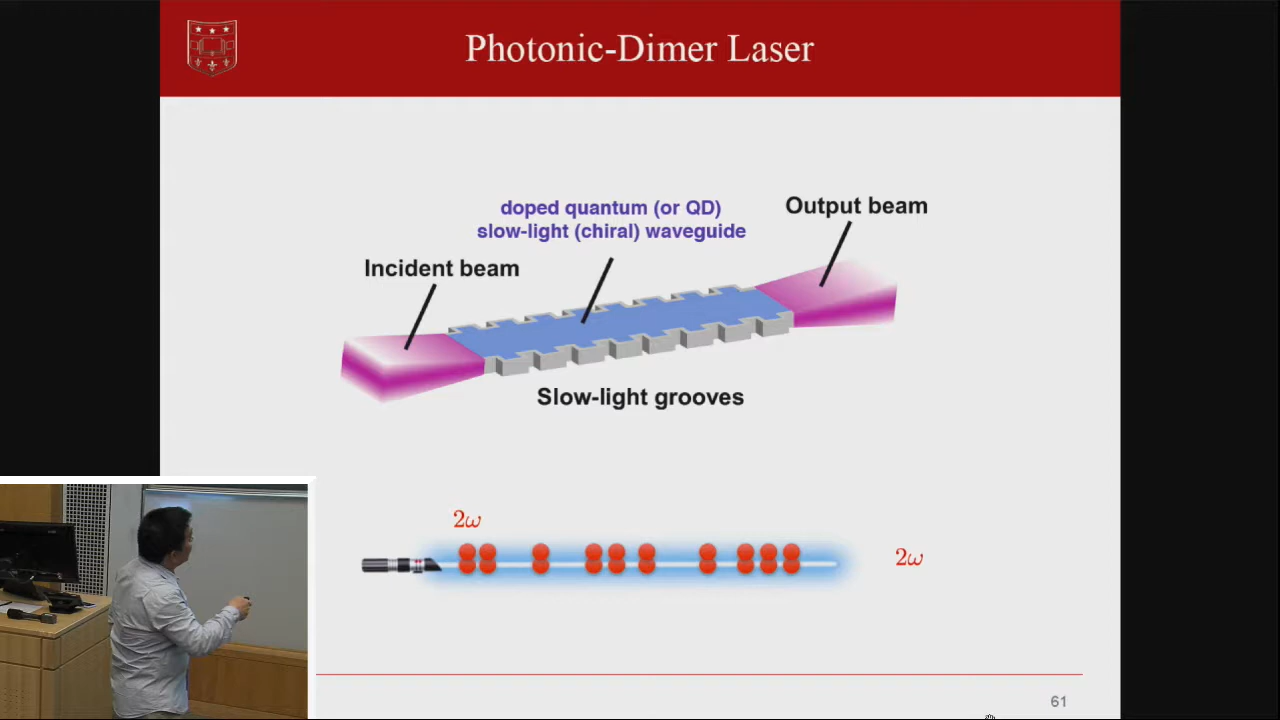 Photonic-Dimer Laser
doped quantum (or QD)
slow-light (chiral) waveguide
Output beam
Incident beam
Slow-light grooves
2ω
2ω
61